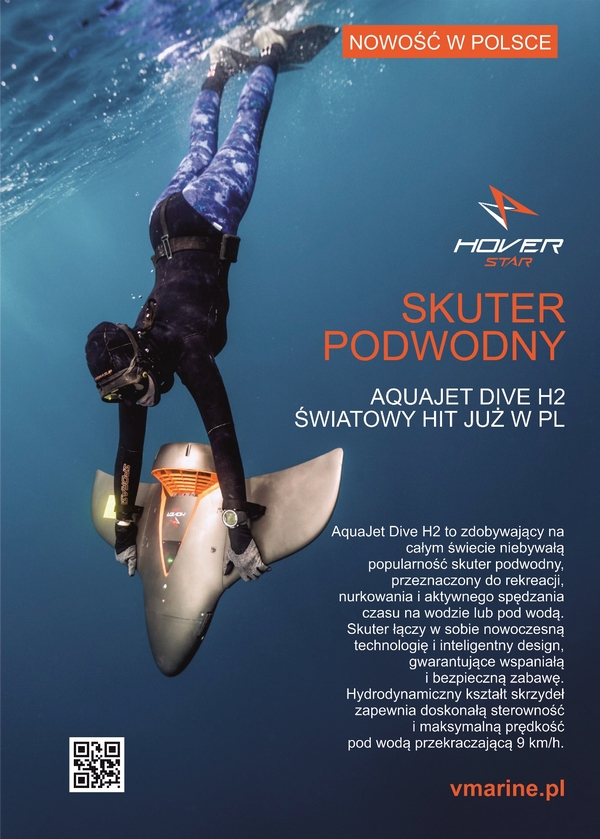 NOWOŚĆ W POLSCE
HOVER
STAR
SKUTER
PODWODNY
AQUAJET DIVE H2
ŚWIATOWY HIT JUŻ W PL
AquaJet Dive H2 to zdobywający na
całym świecie niebywałą
popularność skuter podwodny,
przeznaczony do rekreacji,
nurkowania i aktywnego spędzania
czasu na wodzie lub pod wodą.
Skuter łączy w sobie nowoczesną
technologię i inteligentny design,
gwarantujące wspaniałą
i bezpieczną zabawę.
Hydrodynamiczny kształt skrzydeł
zapewnia doskonałą sterowność
i maksymalną prędkość
pod wodą przekraczającą 9 km/h.
vmarine.pl